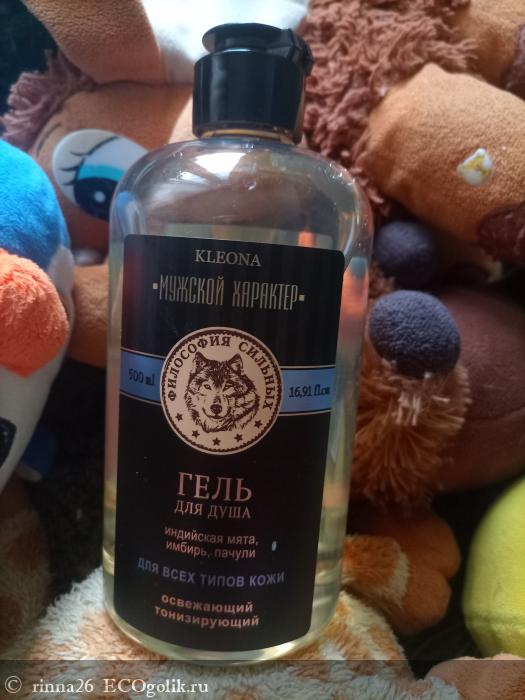 KLEONA
МУЖСКОЙ ХАРАКТЕР
ФИЛОСОФИЯ СИЛЬНЫХ
500 ml
16,91 fl.oz
ГЕЛЬ
ДЛЯ ДУША
индийская мята,
имбирь, пачули
ДЛЯ ВСЕХ ТИПОВ КОЖИ
освежающий
тонизирующий
© rinna26 ECOgolik.ru